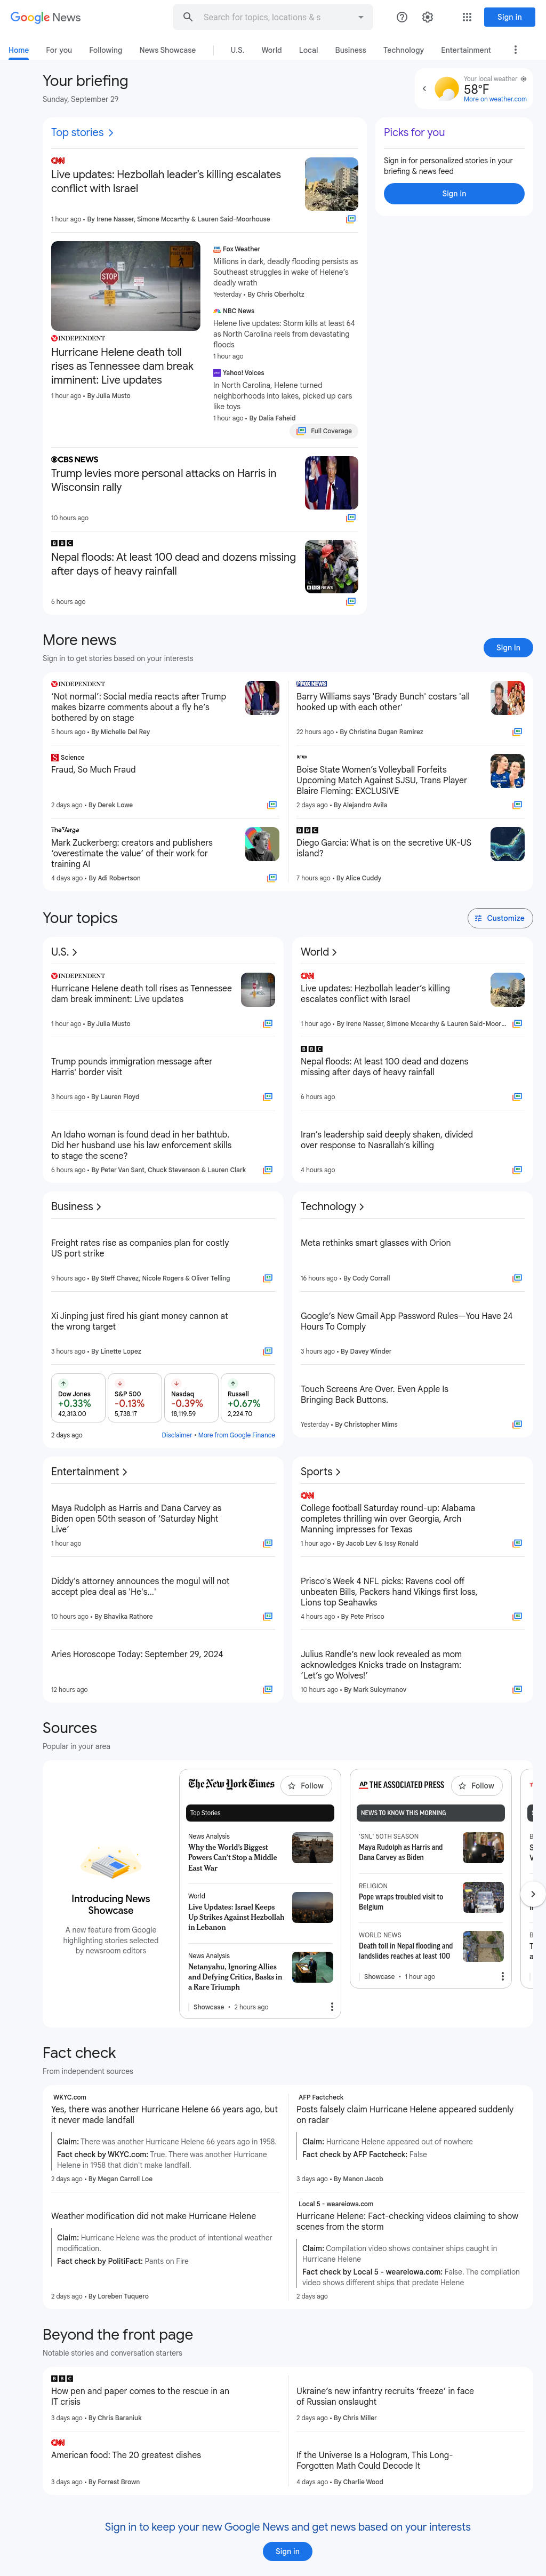 Google News
Search for topics, locations & s
Sign in
Home
For you
Following
News Showcase
U.S.
World
Local
Business
Technology
Entertainment
Your briefing
Sunday, September 29
Your local weather
58°F
More on weather.com
Top stories
CNN
Live updates: Hezbollah leader's killing escalates
conflict with Israel
1 hour ago • By Irene Nasser, Simone Mccarthy & Lauren Said-Moorhouse
STOP
INDEPENDENT
Hurricane Helene death toll
rises as Tennessee dam break
imminent: Live updates
1 hour ago • By Julia Musto
Fox Weather
Millions in dark, deadly flooding persists as
Southeast struggles in wake of Helene's
deadly wrath
Yesterday • By Chris Oberholtz
NBC News
Helene live updates: Storm kills at least 64
as North Carolina reels from devastating
floods
1 hour ago
Yahoo! Voices
In North Carolina, Helene turned
neighborhoods into lakes, picked up cars
like toys
1 hour ago • By Dalia Faheid
Full Coverage
CBS NEWS
Trump levies more personal attacks on Harris in
Wisconsin rally
10 hours ago
BBC
Nepal floods: At least 100 dead and dozens missing
after days of heavy rainfall
BBC NEWS
6 hours ago
Picks for you
Sign in for personalized stories in your
briefing & news feed
Sign in
More news
Sign in to get stories based on your interests
Sign in
INDEPENDENT
'Not normal': Social media reacts after Trump
makes bizarre comments about a fly he's
bothered by on stage
5 hours ago • By Michelle Del Rey
Science
Fraud, So Much Fraud
2 days ago • By Derek Lowe
The Verge
Mark Zuckerberg: creators and publishers
'overestimate the value' of their work for
training AI
4 days ago • By Adi Robertson
FOX NEWS
Barry Williams says 'Brady Bunch' costars 'all
hooked up with each other'
22 hours ago • By Christina Dugan Ramirez
Boise State Women's Volleyball Forfeits
Upcoming Match Against SJSU, Trans Player
Blaire Fleming: EXCLUSIVE
2 days ago • By Alejandro Avila
BBC
Diego Garcia: What is on the secretive UK-US
island?
7 hours ago • By Alice Cuddy
Your topics
Customize
U.S.
INDEPENDENT
Hurricane Helene death toll rises as Tennessee
dam break imminent: Live updates
1 hour ago • By Julia Musto
Trump pounds immigration message after
Harris' border visit
3 hours ago • By Lauren Floyd
An Idaho woman is found dead in her bathtub.
Did her husband use his law enforcement skills
to stage the scene?
6 hours ago • By Peter Van Sant, Chuck Stevenson & Lauren Clark
World
CNN
Live updates: Hezbollah leader's killing
escalates conflict with Israel
1 hour ago • By Irene Nasser, Simone Mccarthy & Lauren Said-Moor...
BBC
Nepal floods: At least 100 dead and dozens
missing after days of heavy rainfall
6 hours ago
Iran's leadership said deeply shaken, divided
over response to Nasrallah's killing
4 hours ago
Business
Freight rates rise as companies plan for costly
US port strike
9 hours ago • By Steff Chavez, Nicole Rogers & Oliver Telling
Xi Jinping just fired his giant money cannon at
the wrong target
3 hours ago • By Linette Lopez
Dow Jones
+0.33%
42,313.00
S&P 500
-0.13%
5,738.17
Nasdaq
-0.39%
18,119.59
Russell
+0.67%
2,224.70
2 days ago
Disclaimer • More from Google Finance
Technology
Meta rethinks smart glasses with Orion
16 hours ago • By Cody Corrall
Google's New Gmail App Password Rules—You Have 24
Hours To Comply
3 hours ago • By Davey Winder
Touch Screens Are Over. Even Apple Is
Bringing Back Buttons.
Yesterday • By Christopher Mims
Entertainment
Maya Rudolph as Harris and Dana Carvey as
Biden open 50th season of 'Saturday Night
Live'
1 hour ago
Diddy's attorney announces the mogul will not
accept plea deal as 'He's...'
10 hours ago • By Bhavika Rathore
Aries Horoscope Today: September 29, 2024
12 hours ago
Sports
CNN
College football Saturday round-up: Alabama
completes thrilling win over Georgia, Arch
Manning impresses for Texas
1 hour ago • By Jacob Lev & Issy Ronald
Prisco's Week 4 NFL picks: Ravens cool off
unbeaten Bills, Packers hand Vikings first loss,
Lions top Seahawks
4 hours ago • By Pete Prisco
Julius Randle's new look revealed as mom
acknowledges Knicks trade on Instagram:
'Let's go Wolves!'
10 hours ago • By Mark Suleymanov
Sources
Popular in your area
Introducing News
Showcase
A new feature from Google
highlighting stories selected
by newsroom editors
The New York Times
Follow
Top Stories
News Analysis
Why the World's Biggest
Powers Can't Stop a Middle
East War
World
Live Updates: Israel Keeps
Up Strikes Against Hezbollah
in Lebanon
News Analysis
Netanyahu, Ignoring Allies
and Defying Critics, Basks in
a Rare Triumph
Showcase • 2 hours ago
AP THE ASSOCIATED PRESS
Follow
NEWS TO KNOW THIS MORNING
'SNL' 50TH SEASON
Maya Rudolph as Harris and
Dana Carvey as Biden
RELIGION
Pope wraps troubled visit to
Belgium
WORLD NEWS
Death toll in Nepal flooding and
landslides reaches at least 100
Showcase • 1 hour ago
Fact check
From independent sources
WKYC.com
Yes, there was another Hurricane Helene 66 years ago, but
it never made landfall
Claim: There was another Hurricane Helene 66 years ago in 1958.
Fact check by WKYC.com: True. There was another Hurricane
Helene in 1958 that didn't make landfall.
2 days ago • By Megan Carroll Loe
Weather modification did not make Hurricane Helene
Claim: Hurricane Helene was the product of intentional weather
modification.
Fact check by PolitiFact: Pants on Fire
2 days ago • By Loreben Tuquero
AFP Factcheck
Posts falsely claim Hurricane Helene appeared suddenly
on radar
Claim: Hurricane Helene appeared out of nowhere
Fact check by AFP Factcheck: False
3 days ago • By Manon Jacob
Local 5 - weareiowa.com
Hurricane Helene: Fact-checking videos claiming to show
scenes from the storm
Claim: Compilation video shows container ships caught in
Hurricane Helene
Fact check by Local 5 - weareiowa.com: False. The compilation
video shows different ships that predate Helene
2 days ago
Beyond the front page
Notable stories and conversation starters
BBC
How pen and paper comes to the rescue in an
IT crisis
3 days ago • By Chris Baraniuk
CNN
American food: The 20 greatest dishes
3 days ago • By Forrest Brown
Ukraine's new infantry recruits 'freeze' in face
of Russian onslaught
2 days ago • By Chris Miller
If the Universe Is a Hologram, This Long-
Forgotten Math Could Decode It
4 days ago • By Charlie Wood
Sign in to keep your new Google News and get news based on your interests
Sign in